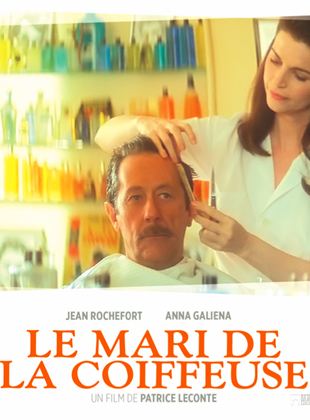 JEAN ROCHEFORT ANNA GALIENA
LE MARI DE
LA COIFFEUSE
UN FILM DE PATRICE LECONTE